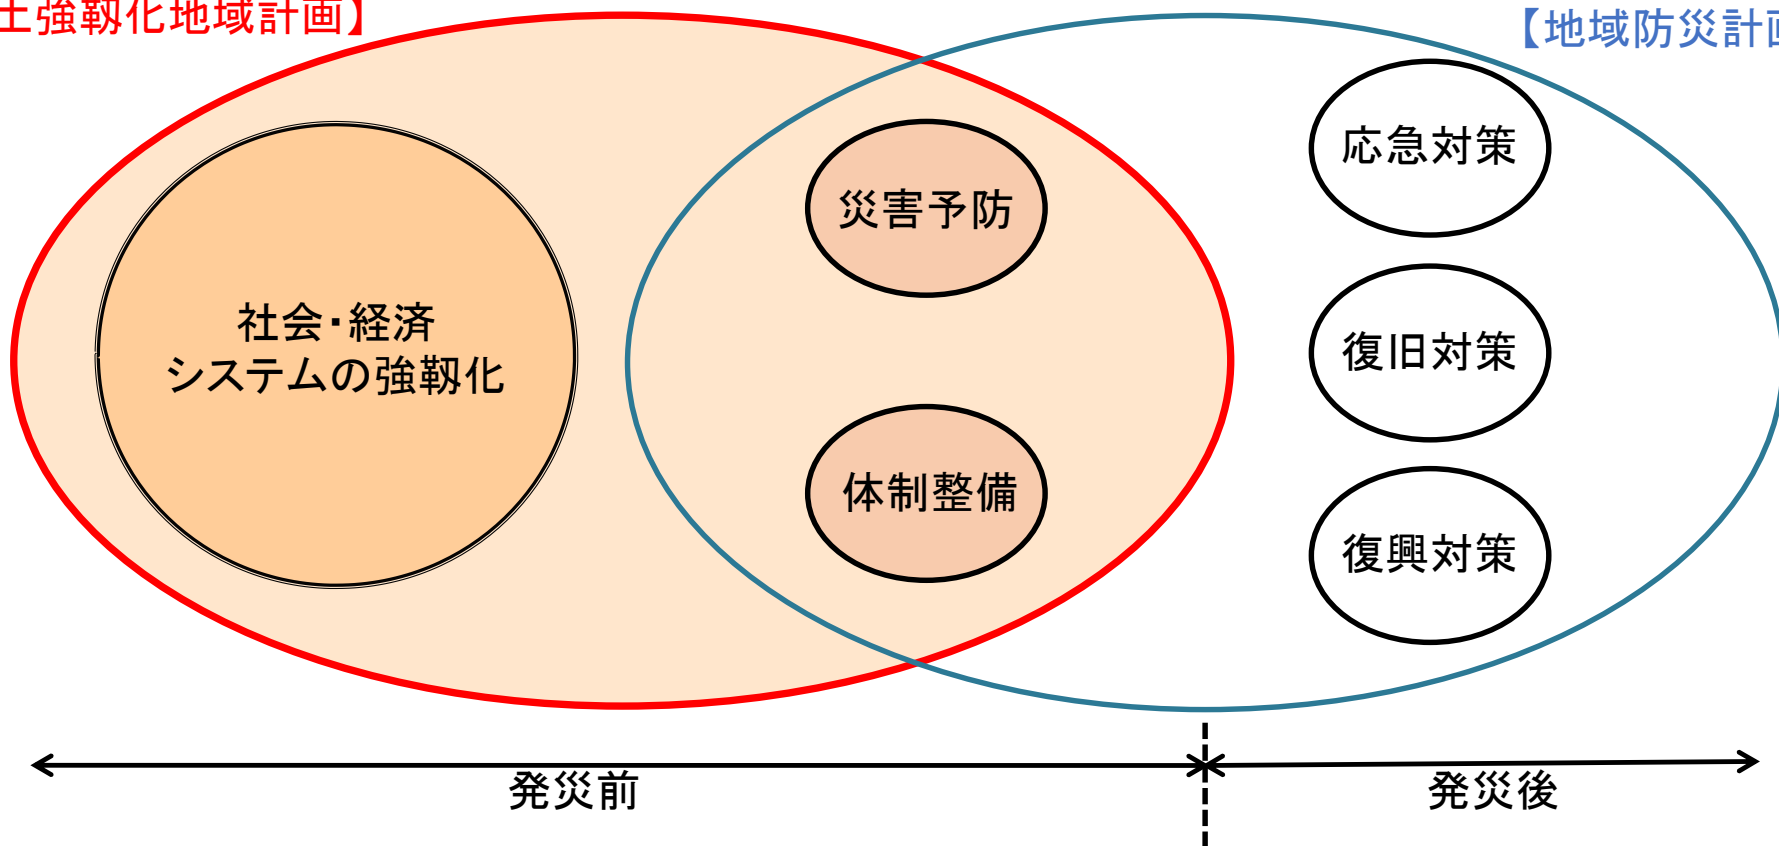 土強靱化地域計画】
【地域防災計画
応急対策
災害予防
社会・経済
システムの強靱化
復旧対策
体制整備
復興対策
発災前
発災後